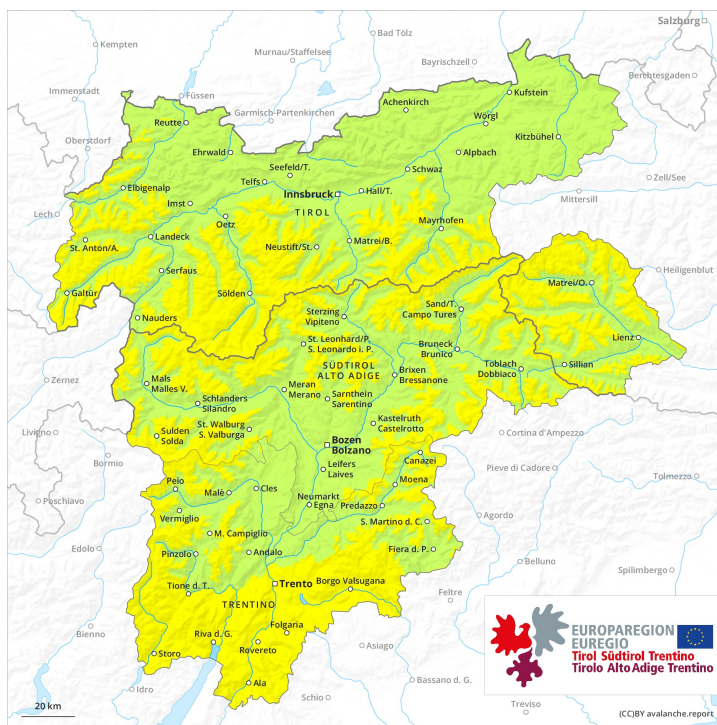 Salzburg
Bad Tölz
Kempten
Murnau/Staffelsee
Bayrischzell
Berchtesgaden
Immenstadt
Füssen
Kufstein
Achenkirch
Garmisch-Partenkirchen
Reutte
Wörgl
Kitzbühel
Oberstdorf
Ehrwald
Alpbach
Seefeld/T.
Schwaz
Zell/See
Telfs
Elbigenalp
Innsbruck
Hall/T.
Mittersill
Imst
TIROL
Lech
Oetz
Mayrhofen
Landeck
Matrei/B.
St. Anton/A.
Neustift/St.
Serfaus
Heiligenblut
Matrei/O.
Galtür
Sölden
Sand/T.
Campo Tures
Nauders
Sterzing
Vipiteno
Lienz
St. Leonhard/P.
S. Leonardo i. P.
Bruneck
Brunico
Toblach
Dobbiaco
Sillian
SÜDTIROL
ALTO ADIGE
Brixen
Bressanone
Zernez
Mals
Malles V.
Meran
Merano
Schlanders
Silandro
Sarnthein
Sarentino
Kastelruth
Castelrotto
St. Walburg
S. Valburga
Livigno
Sulden
Solda
Cortina d'Ampezzo
Bozen
Bolzano
Bormio
Canazei
Pieve di Cadore
Leifers
Laives
Tolmezzo
Peio
Moena
Malè
Cles
Poschiavo
Neumarkt
Egna
Predazzo
Vermiglio
Agordo
S. Martino d. C.
M. Campiglio
Edolo
Fiera d. P.
Pinzolo
Andalo
Belluno
Spilimbergo
Tione d. T.
Trento
Borgo Valsugana
Feltre
TRENTINO
Folgaria
Bienno
Riva d. G.
Rovereto
Asiago
Storo
Bassano d. G.
Ala
Idro
Schio
Treviso
EUROPAREGION
EUREGIO
Tirol Südtirol Trentino
Tirolo Alto Adige Trentino
20 km
(CC)BY avalanche.report